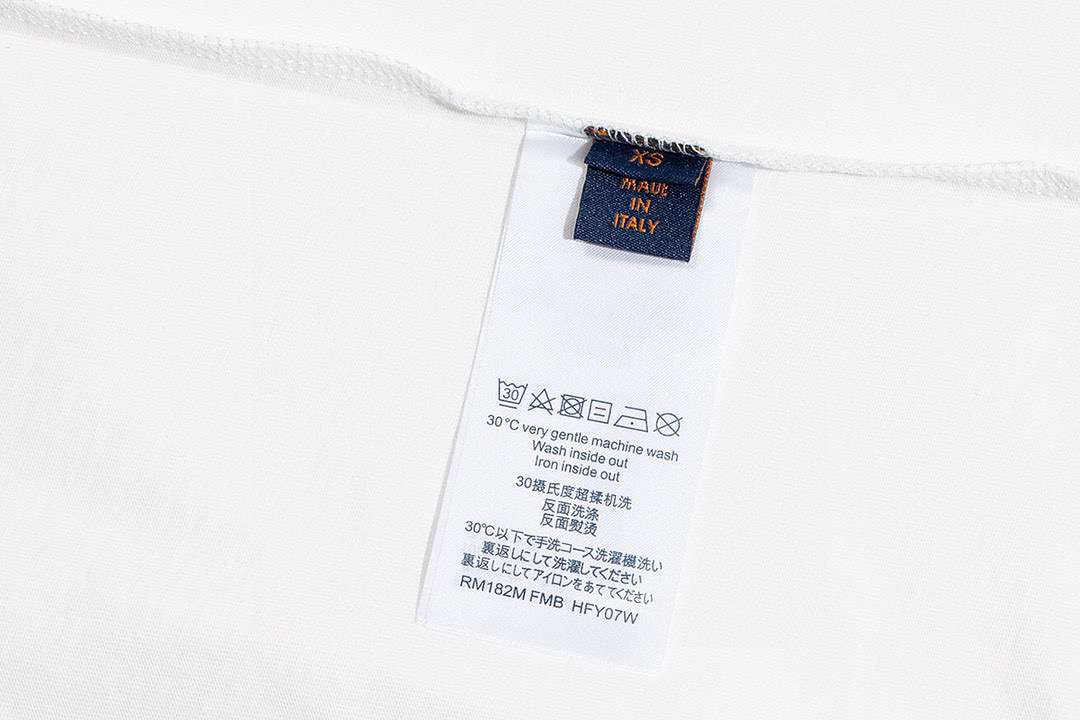 XS
MADE
IN
ITALY
30
30°C very gentle machine wash
Wash inside out
Iron inside out
30摄氏度超揉机洗
反面洗涤
反面熨烫
30℃以下で手洗コース洗濯機洗い
裏返しにして洗濯してください
裏返しにしてアイロンをあててください
RM182M FMB HFY07W